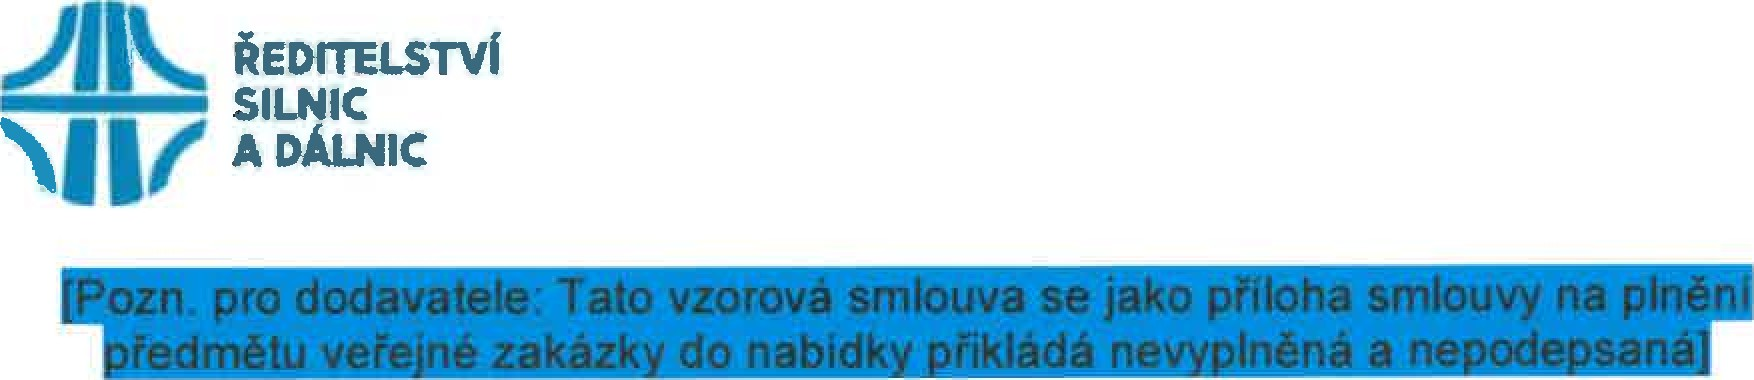 ŘEDITELSTVÍ
SILNIC
A DÁLNIC
[Pozn. pro dodavatele: Tato vzorová smlouva se jako příloha smlouvy na plnění
předmětu veřejné zakázky do nabídky přikládá nevyplněná a nepodepsaná]